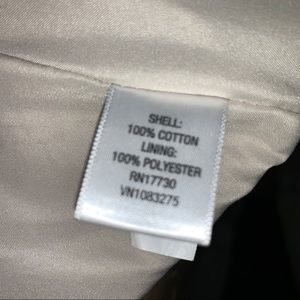 SHELL:
100% COTTON
LINING:
100% POLYESTER
RN17730
VN1083275